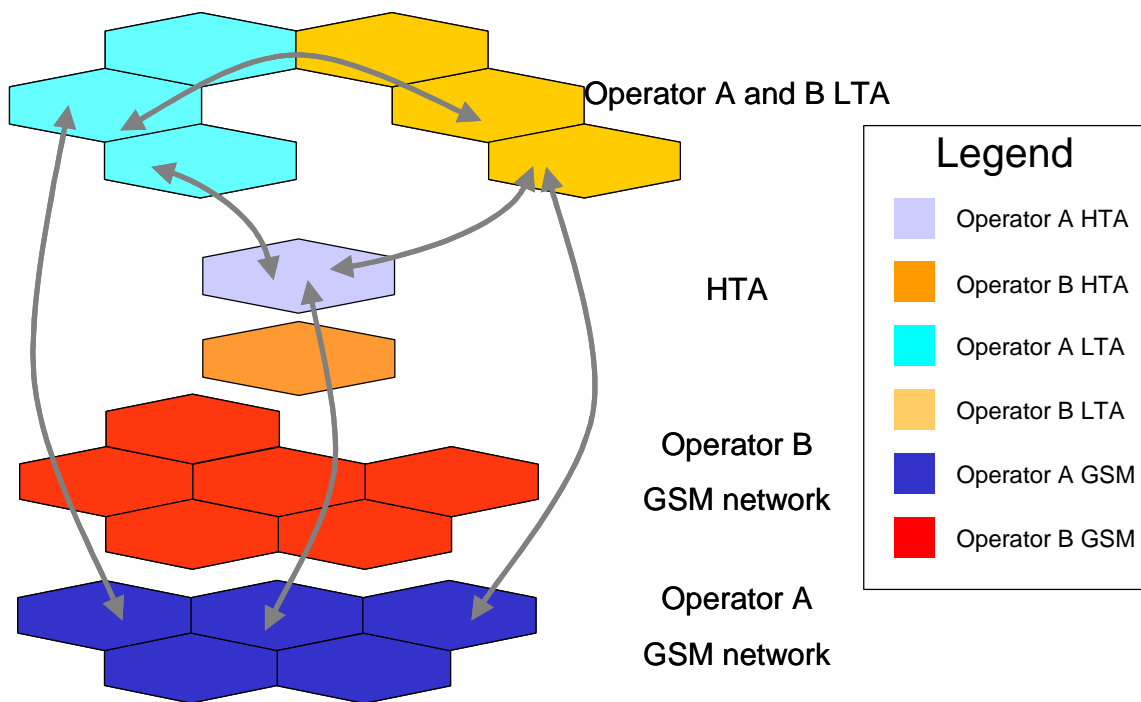 Operator A and B LTA
HTA
Operator B
GSM network
Operator A
GSM network
Legend
Operator A HTA
Operator B HTA
Operator A LTA
Operator B LTA
Operator A GSM
Operator B GSM